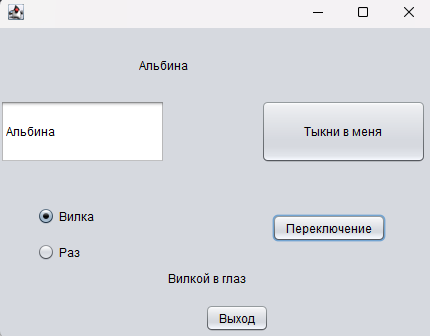 Альбина
Альбина
Тыкни в меня
Вилка
Переключение
Раз
Вилкой в глаз
Выход